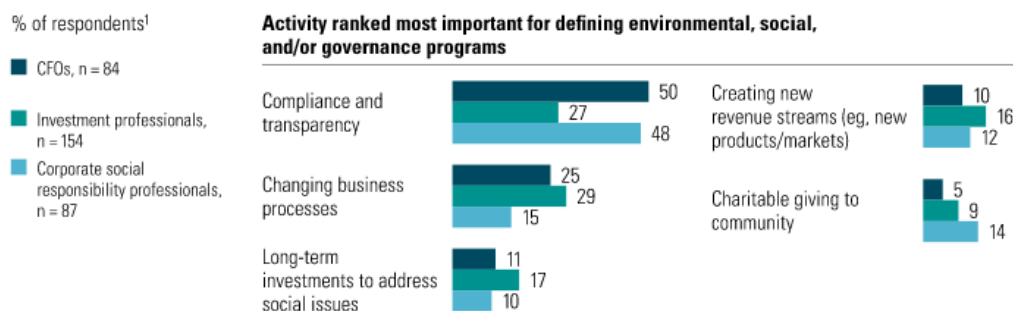 % of respondents¹
CFOs, n = 84
Investment professionals,
n = 154
Corporate social
responsibility professionals,
n = 87
Activity ranked most important for defining environmental, social,
and/or governance programs
Compliance and
transparency
50
27
48
Changing business
processes
25
29
15
Long-term
investments to address
social issues
11
17
10
Creating new
revenue streams (eg, new
products/markets)
10
16
12
Charitable giving to
community
5
9
14